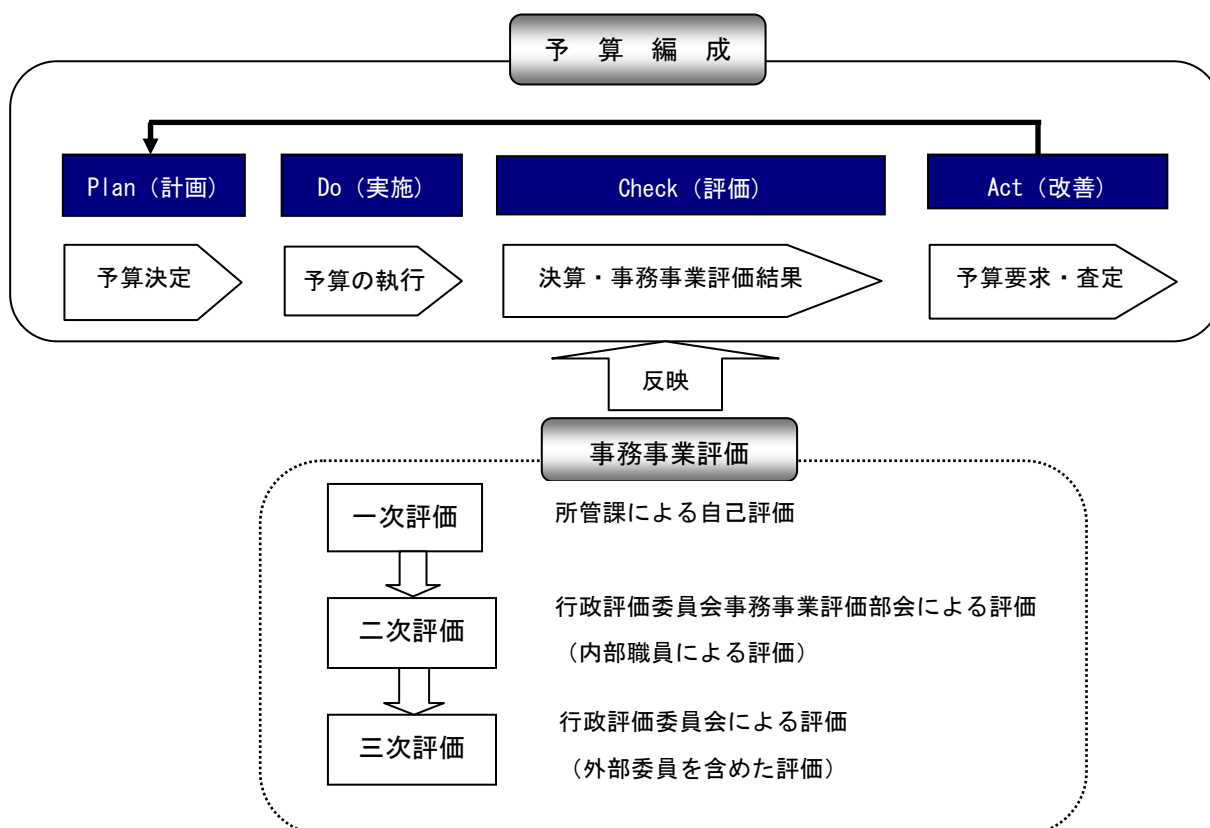 予算編成
Plan（計画）
Do（実施）
Check（評価）
Act（改善）
予算決定
予算の執行
決算・事務事業評価結果
予算要求・査定
反映
事務事業評価
一次評価
所管課による自己評価
二次評価
行政評価委員会事務事業評価部会による評価
（内部職員による評価）
三次評価
行政評価委員会による評価
（外部委員を含めた評価）